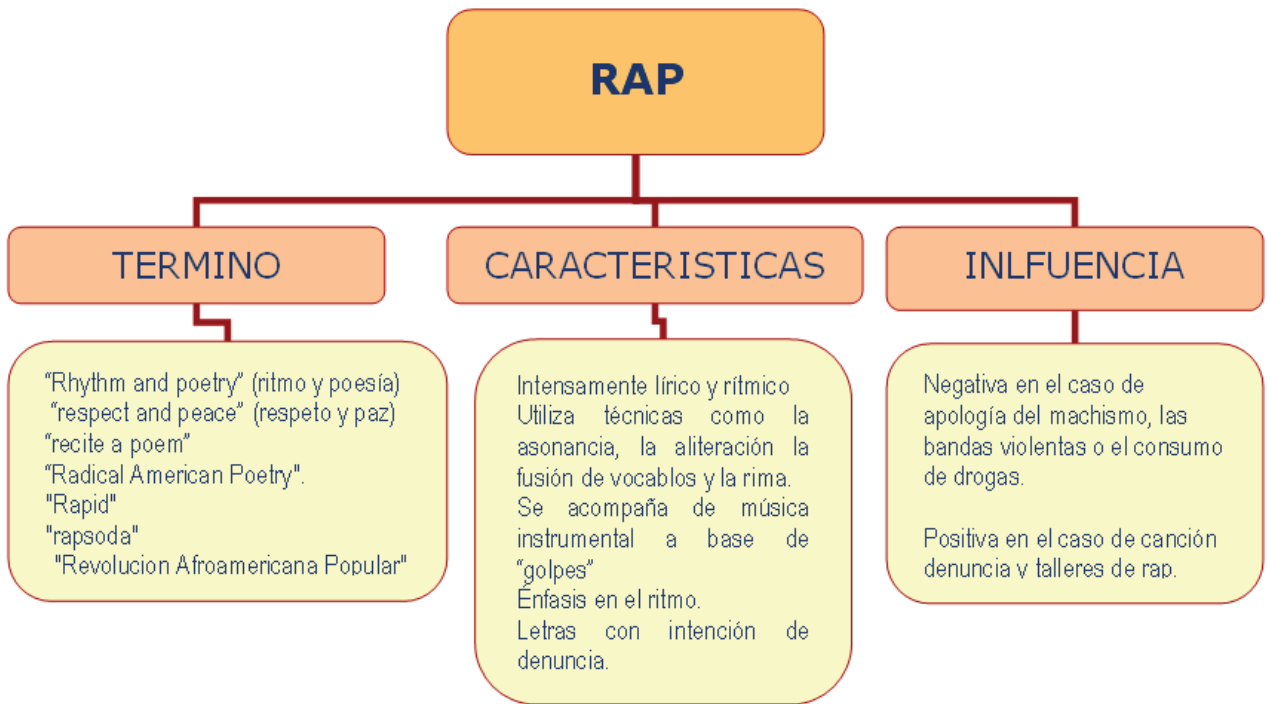 RAP
TERMINO
“Rhythm and poetry” (ritmo y poesía)
“respect and peace” (respeto y paz)
“recite a poem”
“Radical American Poetry".
"Rapid"
"rapsoda"
"Revolucion Afroamericana Popular"
CARACTERISTICAS
Intensamente lírico y rítmico
Utiliza técnicas como la
asonancia, la aliteración la
fusión de vocablos y la rima.
Se acompaña de música
instrumental a base de
“golpes”
Énfasis en el ritmo.
Letras con intención de
denuncia.
INLFUENCIA
Negativa en el caso de
apología del machismo, las
bandas violentas o el consumo
de drogas.
Positiva en el caso de canción
denuncia y talleres de rap.